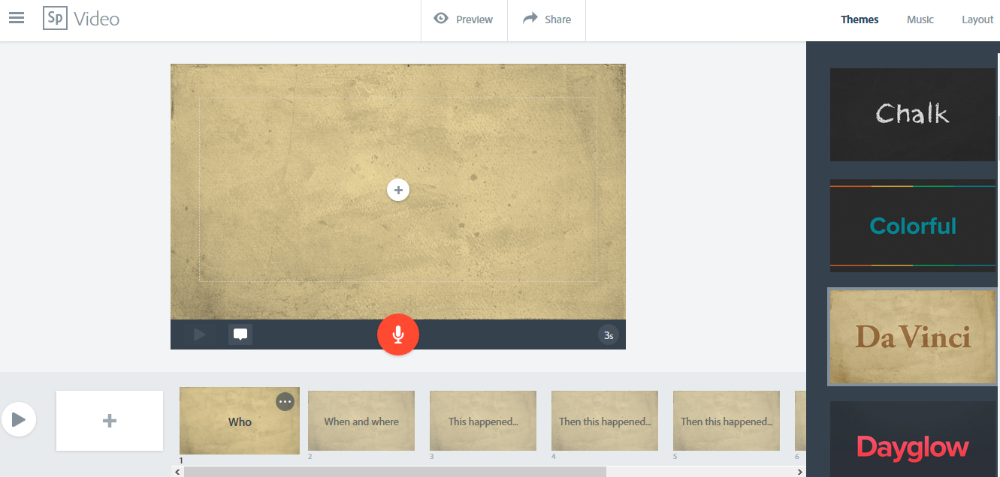 Sp Video
Preview
Share
Themes
Music
Layout
Chalk
Colorful
Da Vinci
Dayglow
3s
Who
When and where
This happened...
Then this happened...
Then this happened...
1
2
3
4
5
6